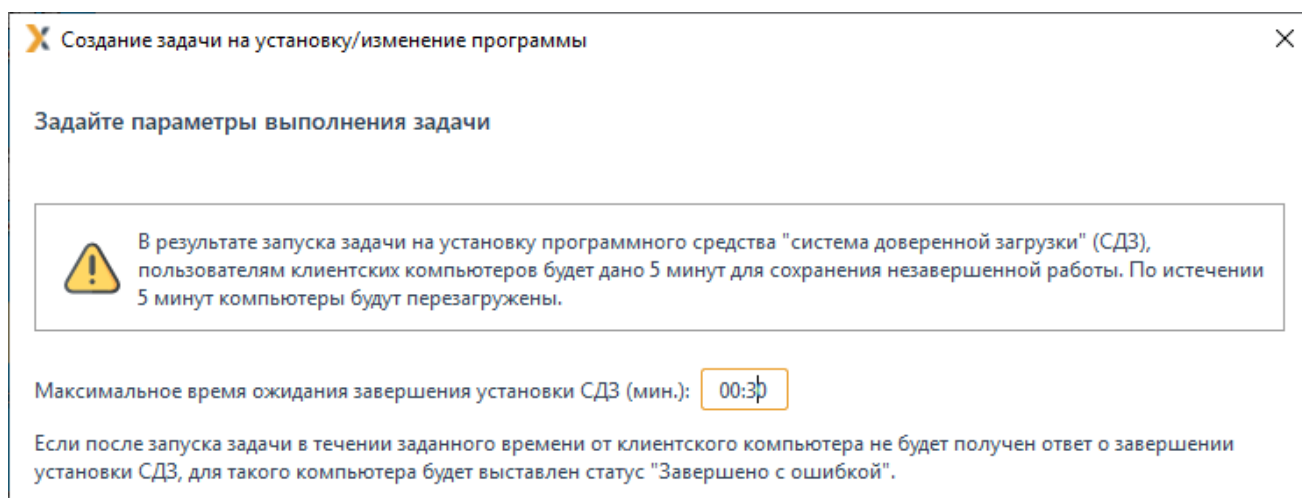 Создание задачи на установку/изменение программы
Задайте параметры выполнения задачи
В результате запуска задачи на установку программного средства "система доверенной загрузки" (СДЗ),
пользователям клиентских компьютеров будет дано 5 минут для сохранения незавершенной работы. По истечении
5 минут компьютеры будут перезагружены.
Максимальное время ожидания завершения установки СДЗ (мин.): 00:30
Если после запуска задачи в течении заданного времени от клиентского компьютера не будет получен ответ о завершении
установки СДЗ, для такого компьютера будет выставлен статус "Завершено с ошибкой".